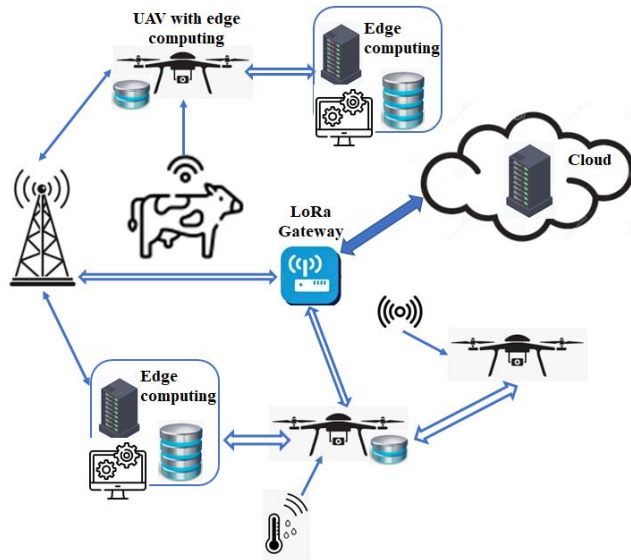 UAV with edge
computing
Edge
computing
Cloud
LoRa
Gateway
Edge
computing